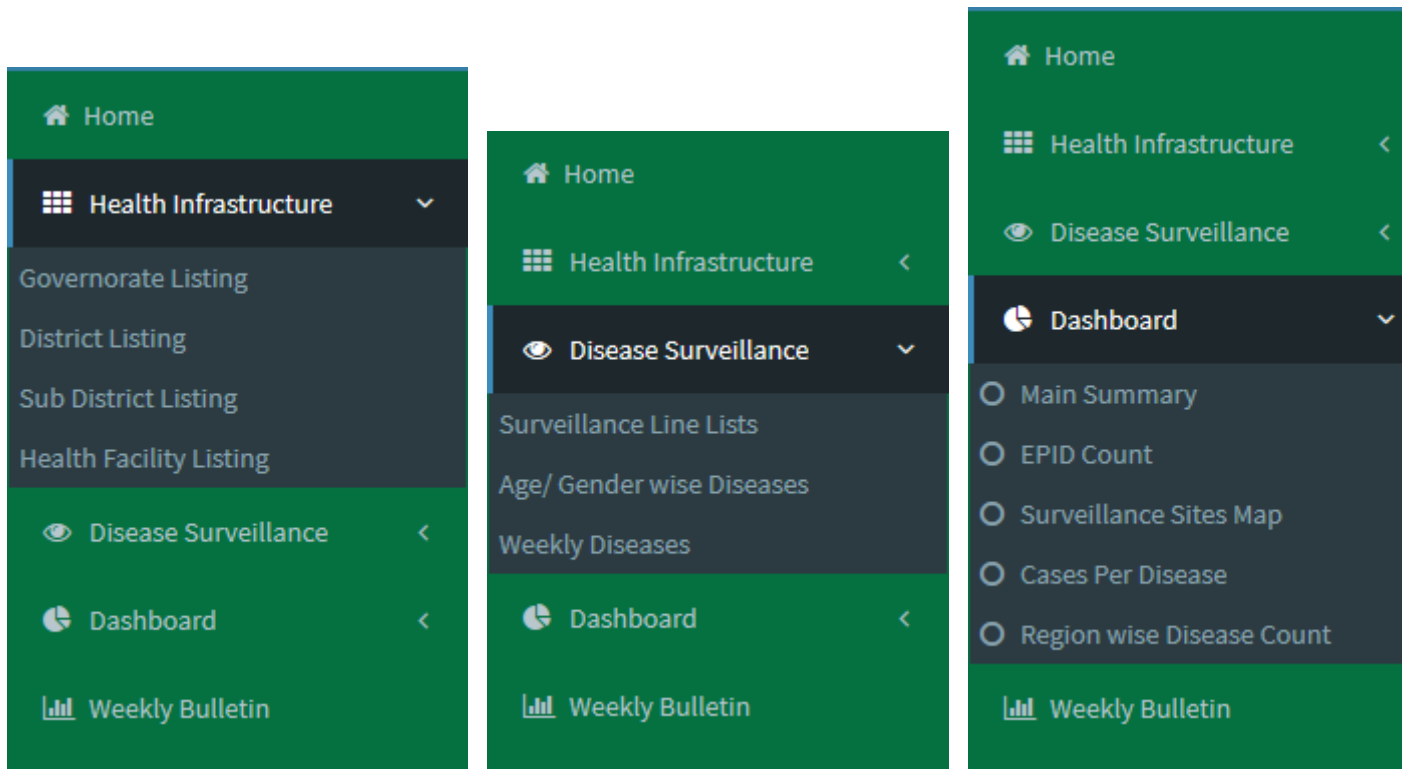 Home
Health Infrastructure
Governorate Listing
District Listing
Sub District Listing
Health Facility Listing
Disease Surveillance
Dashboard
Weekly Bulletin
Home
Health Infrastructure
Disease Surveillance
Surveillance Line Lists
Age/ Gender wise Diseases
Weekly Diseases
Dashboard
Weekly Bulletin
Home
Health Infrastructure
Disease Surveillance
Dashboard
Main Summary
EPID Count
Surveillance Sites Map
Cases Per Disease
Region wise Disease Count
Weekly Bulletin